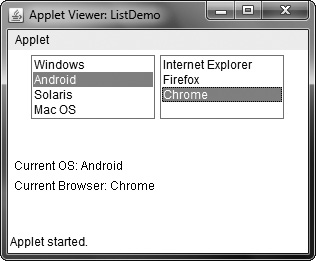 Applet Viewer: ListDemo
Applet
Windows
Android
Solaris
Mac OS
Internet Explorer
Firefox
Chrome
Current OS: Android
Current Browser: Chrome
Applet started.